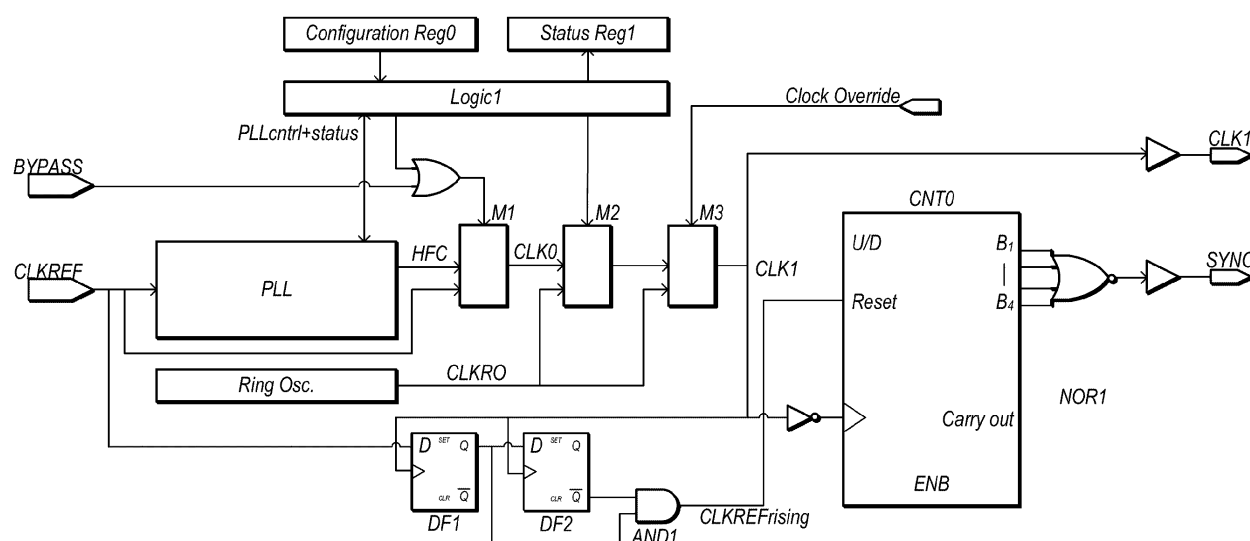 Configuration Reg0
Status Reg1
Logic1
Clock Override
PLLcntrl+status
CLK1
BYPASS
CNT0
M1
M2
M3
U/D
B1
SYNC
HFC
CLK0
CLK1
CLKREF
PLL
Reset
B4
CLKRO
Ring Osc.
NOR1
Carry out
D
SET
Q
D
SET
Q
CLR
Q
CLR
Q
ENB
DF1
DF2
AND1
CLKREFrising